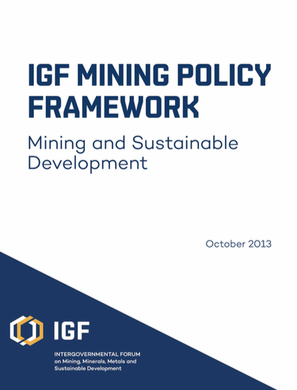 IGF MINING POLICY
FRAMEWORK
Mining and Sustainable
Development
October 2013
IGF
INTERGOVERNMENTAL FORUM
on Mining, Minerals, Metals and
Sustainable Development